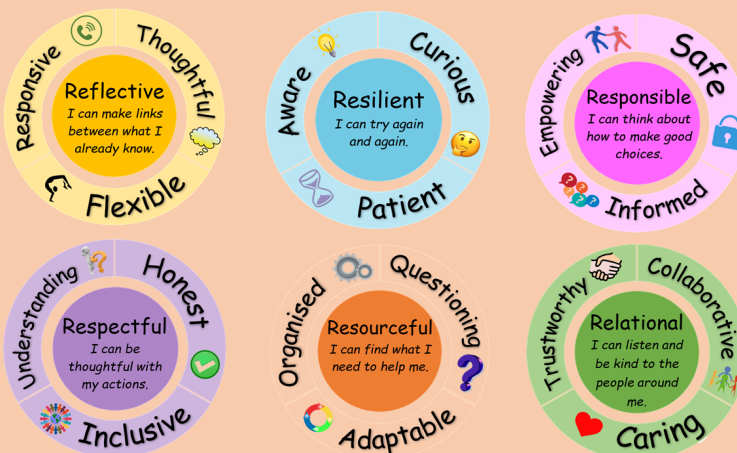 Responsive
Thoughtful
Flexible
Reflective
I can make links
between what I
already know.
Aware
Curious
Patient
Resilient
I can try again
and again.
Empowering
Safe
Informed
Responsible
I can think about
how to make good
choices.
Understanding
Honest
Inclusive
Respectful
I can be
thoughtful with
my actions.
Organised
Questioning
Adaptable
Resourceful
I can find what I
need to help me.
Trustworthy
Collaborative
Caring
Relational
I can listen and
be kind to the
people around
me.